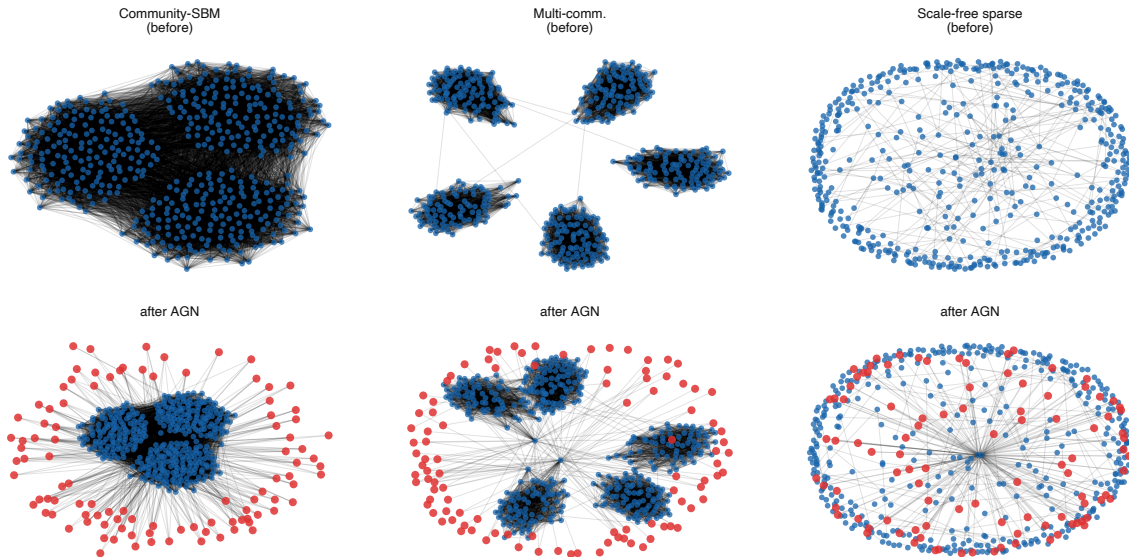 Community-SBM
(before)
Multi-comm.
(before)
Scale-free sparse
(before)
after AGN
after AGN
after AGN